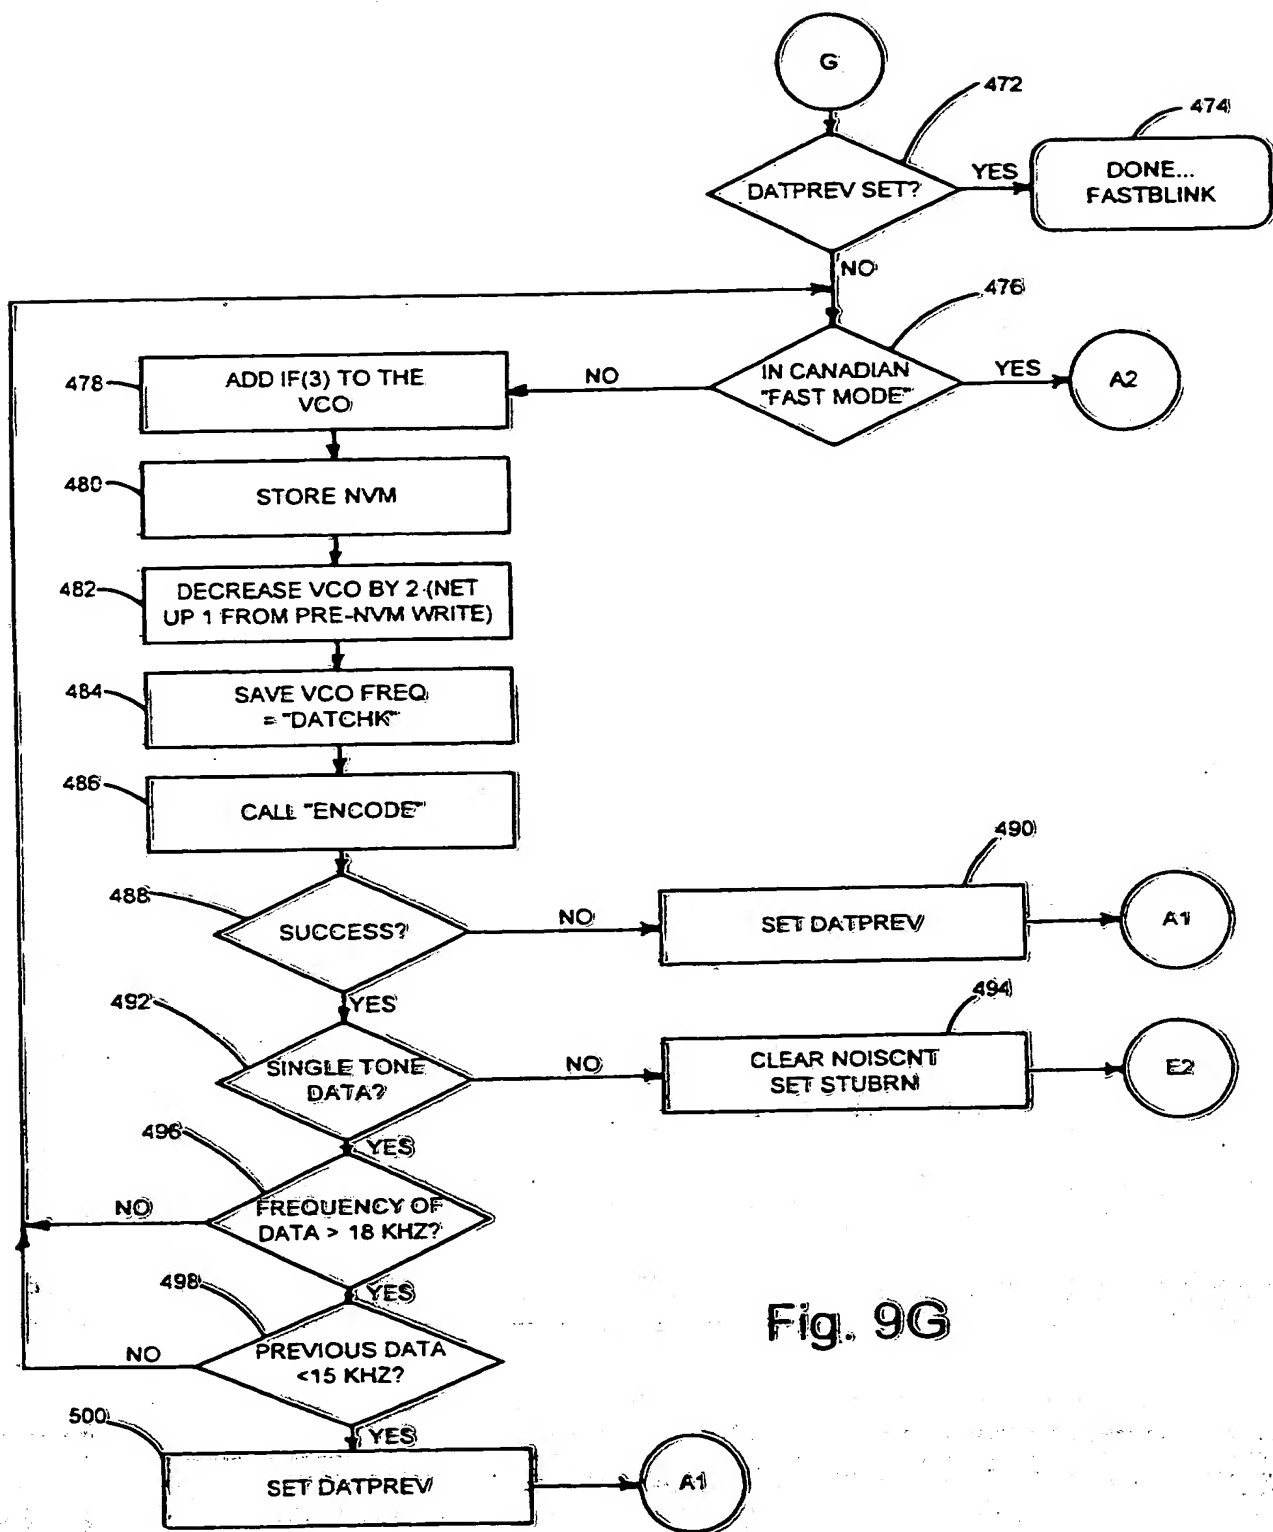 G
472
474
DATPREV SET?
YES
DONE...
FASTBLINK
NO
476
IN CANADIAN
"FAST MODE"
YES
A2
NO
478
ADD IF(3) TO THE
VCO
480
STORE NVM
482
DECREASE VCO BY 2 (NET
UP 1 FROM PRE-NVM WRITE)
484
SAVE VCO FREQ
= "DATCHK"
486
CALL "ENCODE"
488
SUCCESS?
NO
490
SET DATPREV
A1
YES
492
SINGLE TONE
DATA?
NO
494
CLEAR NOISCNT
SET STUBRN
E2
YES
496
FREQUENCY OF
DATA > 18 KHZ?
NO
YES
498
PREVIOUS DATA
<15 KHZ?
NO
YES
500
SET DATPREV
A1
Fig. 9G